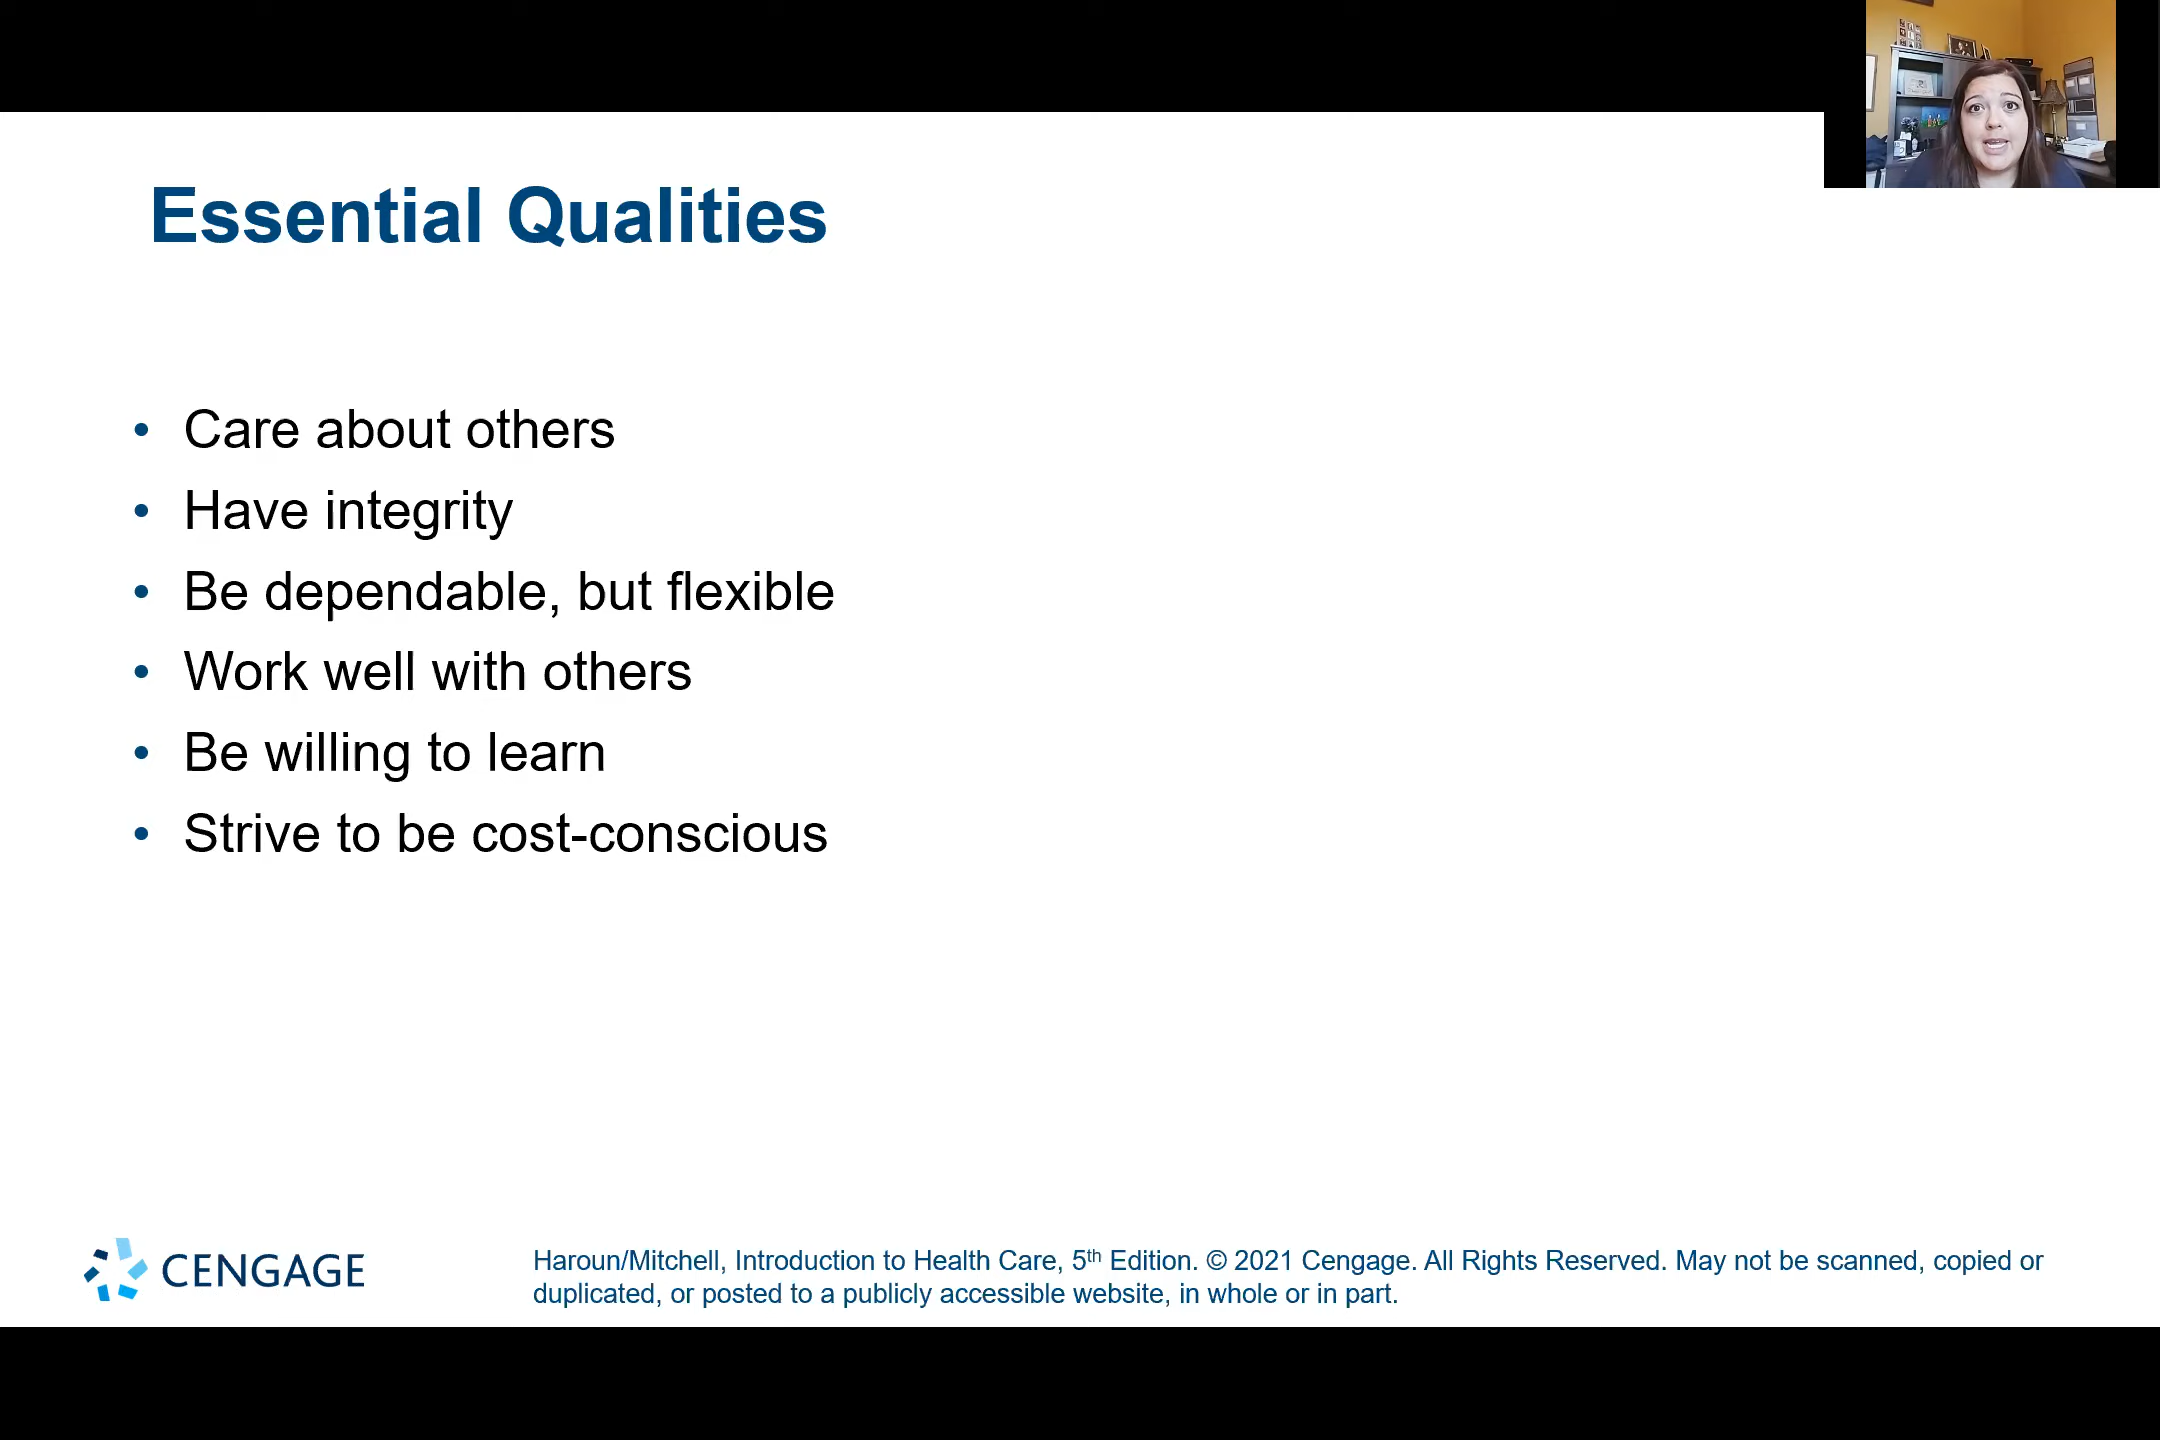 Essential Qualities
• Care about others
• Have integrity
• Be dependable, but flexible
• Work well with others
• Be willing to learn
• Strive to be cost-conscious
CENGAGE
Haroun/Mitchell, Introduction to Health Care, 5th Edition. © 2021 Cengage. All Rights Reserved. May not be scanned, copied or
duplicated, or posted to a publicly accessible website, in whole or in part.